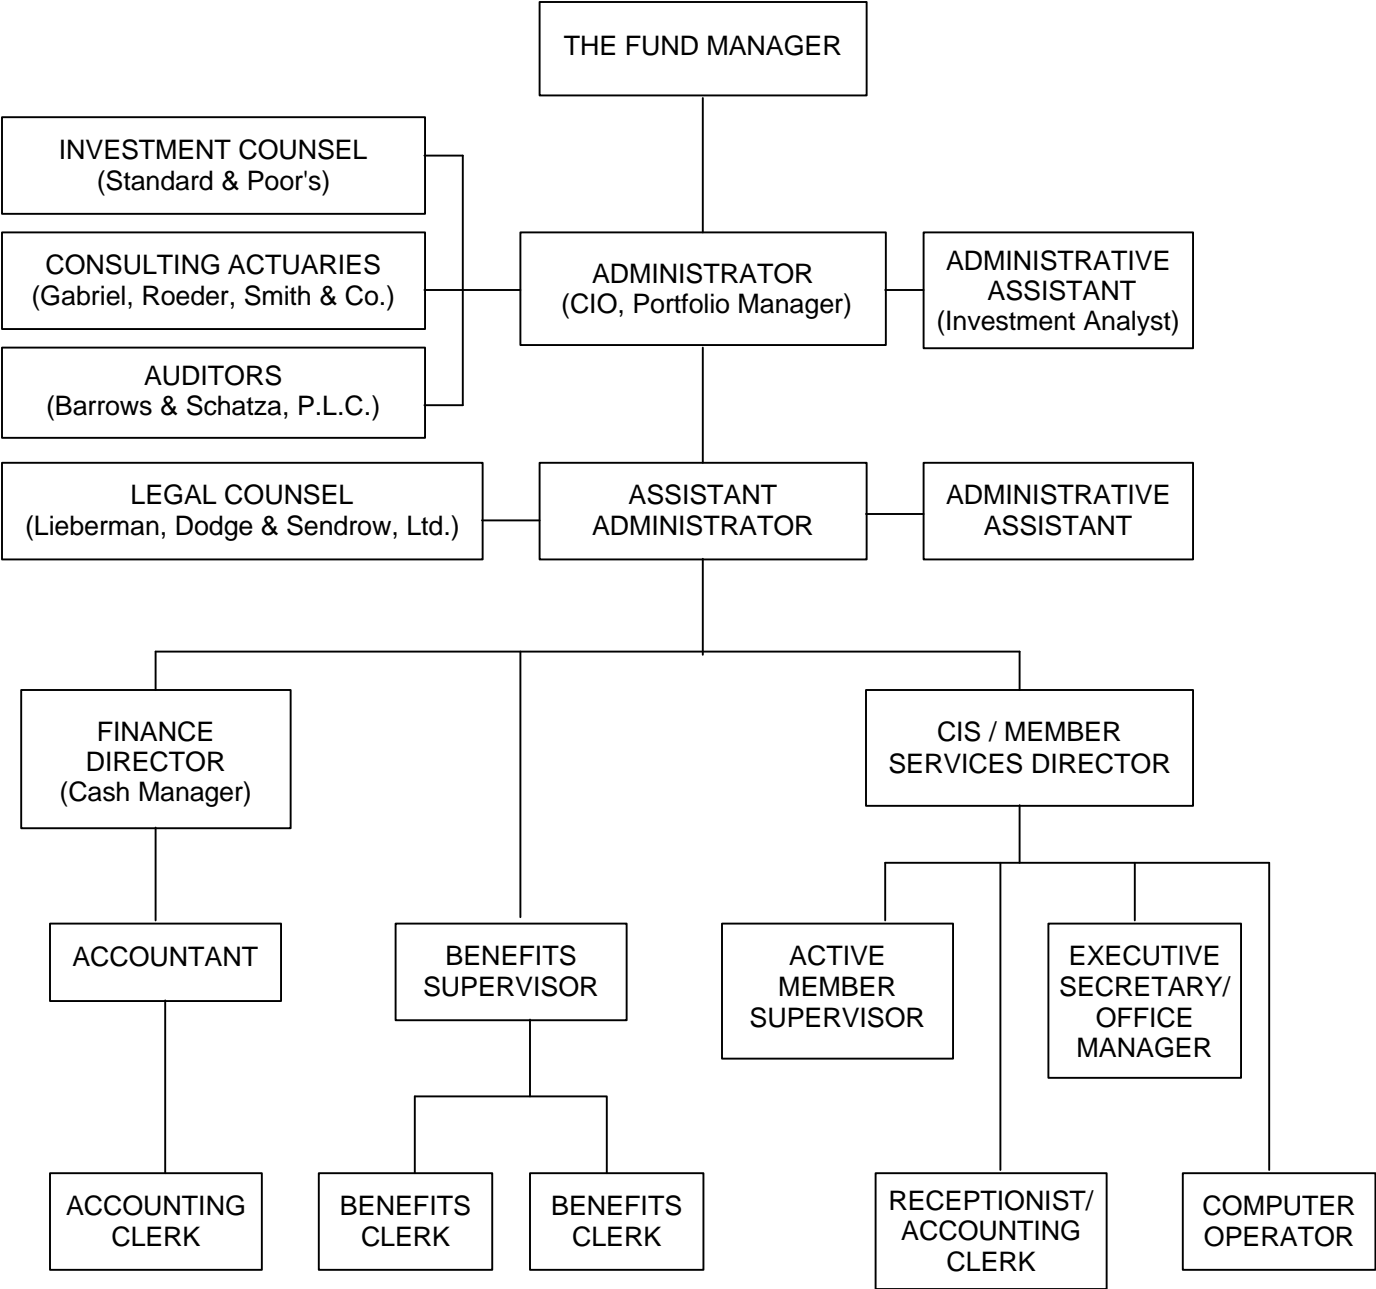 THE FUND MANAGER
INVESTMENT COUNSEL
(Standard & Poor's)
CONSULTING ACTUARIES
(Gabriel, Roeder, Smith & Co.)
ADMINISTRATOR
(CIO, Portfolio Manager)
ADMINISTRATIVE
ASSISTANT
(Investment Analyst)
AUDITORS
(Barrows & Schatza, P.L.C.)
LEGAL COUNSEL
(Lieberman, Dodge & Sendrow, Ltd.)
ASSISTANT
ADMINISTRATOR
ADMINISTRATIVE
ASSISTANT
FINANCE
DIRECTOR
(Cash Manager)
CIS / MEMBER
SERVICES DIRECTOR
ACCOUNTANT
BENEFITS
SUPERVISOR
ACTIVE
MEMBER
SUPERVISOR
EXECUTIVE
SECRETARY/
OFFICE
MANAGER
ACCOUNTING
CLERK
BENEFITS
CLERK
BENEFITS
CLERK
RECEPTIONIST/
ACCOUNTING
CLERK
COMPUTER
OPERATOR